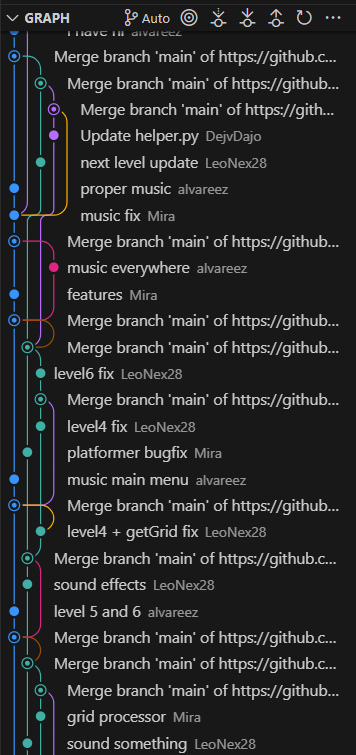 GRAPH Auto
I have hf alvareez
Merge branch 'main' of https://github.c...
Merge branch 'main' of https://github...
Merge branch 'main' of https://gith...
Update helper.py DejvDajo
next level update LeoNex28
proper music alvareez
music fix Mira
Merge branch 'main' of https://github...
music everywhere alvareez
features Mira
Merge branch 'main' of https://github...
Merge branch 'main' of https://github...
level6 fix LeoNex28
Merge branch 'main' of https://github...
level4 fix LeoNex28
platformer bugfix Mira
music main menu alvareez
Merge branch 'main' of https://github...
level4 + getGrid fix LeoNex28
Merge branch 'main' of https://github.c...
sound effects LeoNex28
level 5 and 6 alvareez
Merge branch 'main' of https://github.c...
Merge branch 'main' of https://github.c...
Merge branch 'main' of https://github...
grid processor Mira
sound something LeoNex28